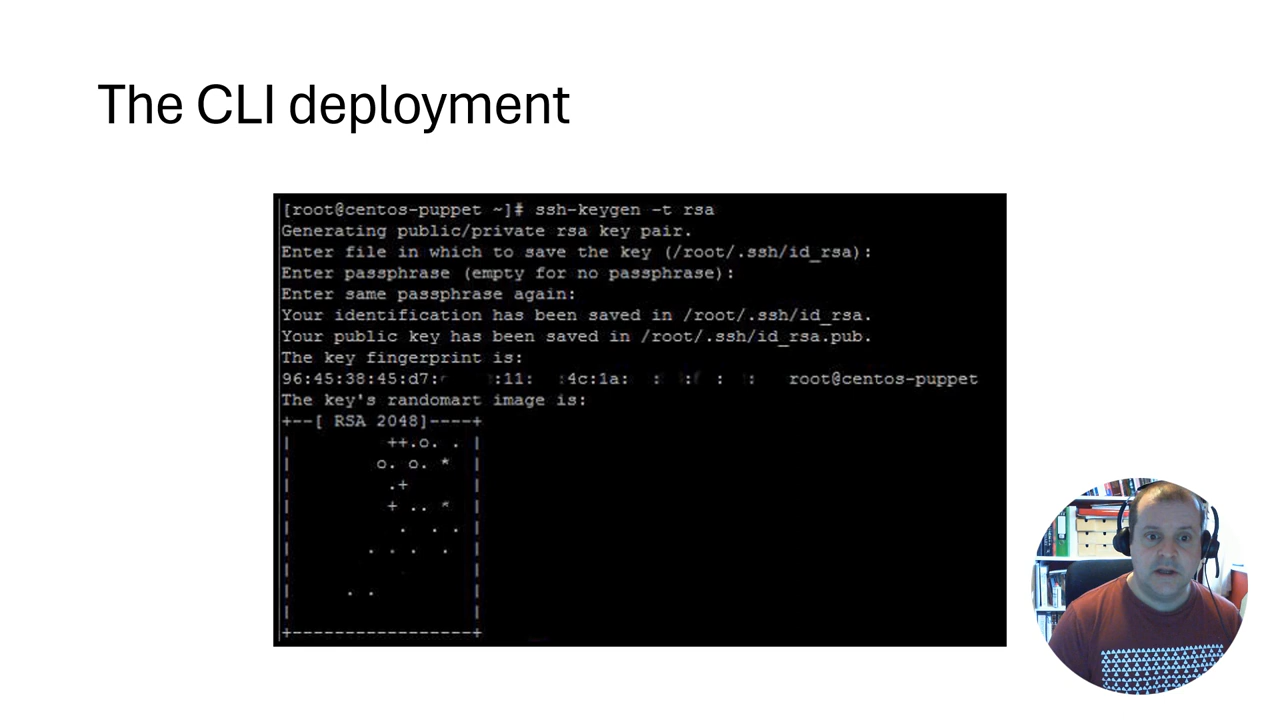 The CLI deployment
[root@centos-puppet ~]# ssh-keygen -t rsa
Generating public/private rsa key pair.
Enter file in which to save the key (/root/.ssh/id_rsa):
Enter passphrase (empty for no passphrase):
Enter same passphrase again:
Your identification has been saved in /root/.ssh/id_rsa.
Your public key has been saved in /root/.ssh/id_rsa.pub.
The key fingerprint is:
96:45:38:45:d7: :11: :4c:1a: : : : : root@centos-puppet
The key's randomart image is:
+--[ RSA 2048]----+
|         ++.o. . |
|        o. o. *  |
|         .+      |
|         + .. *  |
|          .  . . |
|       . . .  .  |
|                 |
|     . .         |
|                 |
+-----------------+